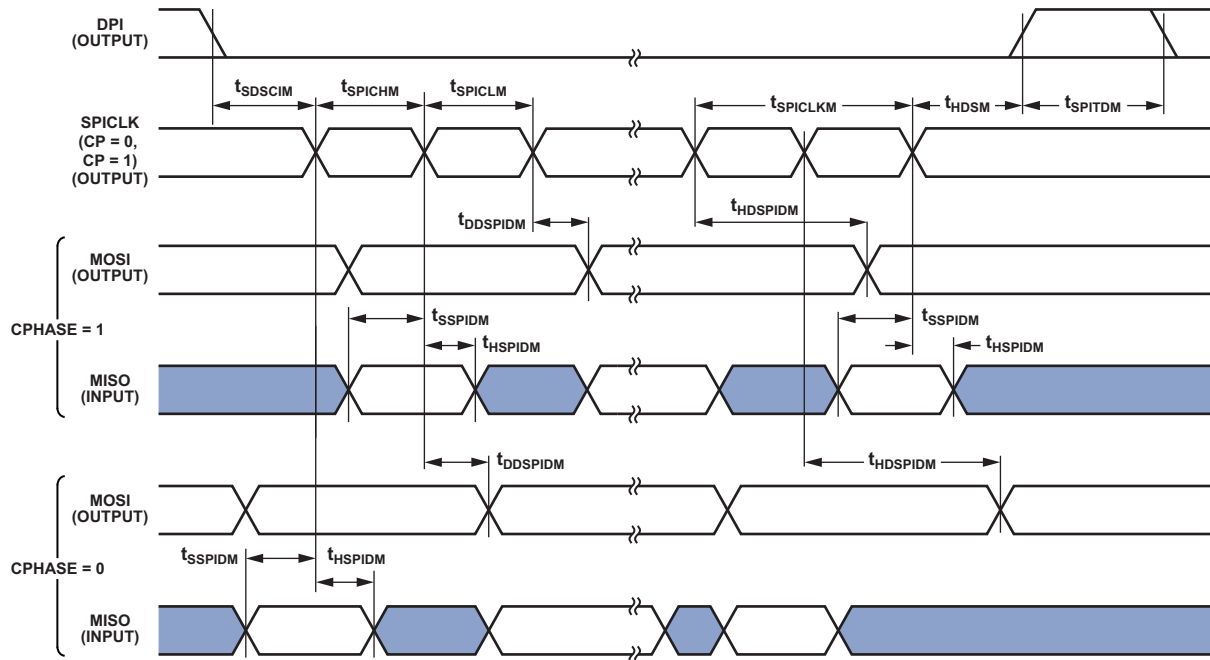 DPI
(OUTPUT)
tSDSCIM
tSPICHM
tSPICLM
tSPICLKM
tHDSM
tSPITDM
SPICLK
(CP = 0,
CP = 1)
(OUTPUT)
tDDSPIDM
tHDSPIDM
CPHASE = 1
MOSI
(OUTPUT)
tSSPIDM
tSSPIDM
tHSPIDM
tHSPIDM
MISO
(INPUT)
tDDSPIDM
tHDSPIDM
CPHASE = 0
MOSI
(OUTPUT)
tSSPIDM
tHSPIDM
MISO
(INPUT)